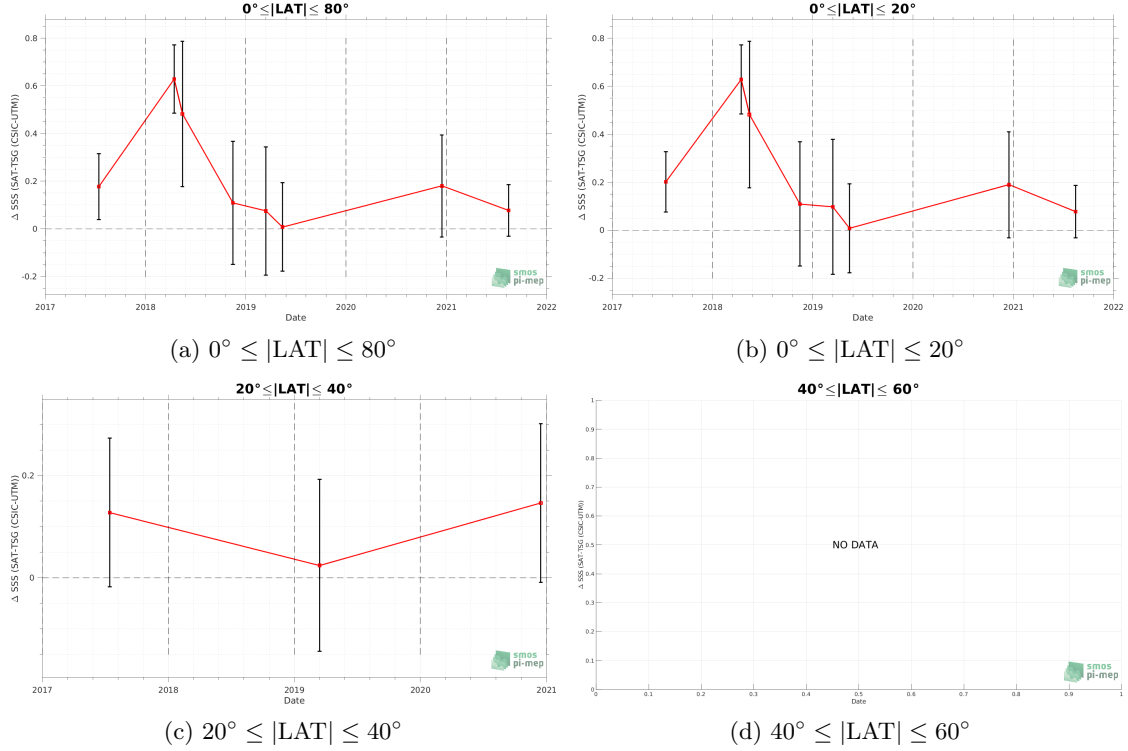 0°≤|LAT|≤ 80°
Δ SSS (SAT-TSG (CSIC-UTM))
0.8
0.6
0.4
0.2
0
-0.2
2017 2018 2019 2020 2021 2022
Date
smos
pi-mep
(a) 0° ≤ |LAT| ≤ 80°
0°≤|LAT|≤ 20°
Δ SSS (SAT-TSG (CSIC-UTM))
0.8
0.6
0.4
0.2
0
-0.2
2017 2018 2019 2020 2021 2022
Date
smos
pi-mep
(b) 0° ≤ |LAT| ≤ 20°
20°≤|LAT|≤ 40°
Δ SSS (SAT-TSG (CSIC-UTM))
0.2
0
2017 2018 2019 2020 2021
Date
smos
pi-mep
(c) 20° ≤ |LAT| ≤ 40°
40°≤|LAT|≤ 60°
Δ SSS (SAT-TSG (CSIC-UTM))
1
0.9
0.8
0.7
0.6
0.5
0.4
0.3
0.2
0.1
0
NO DATA
0 0.1 0.2 0.3 0.4 0.5 0.6 0.7 0.8 0.9 1
Date
smos
pi-mep
(d) 40° ≤ |LAT| ≤ 60°